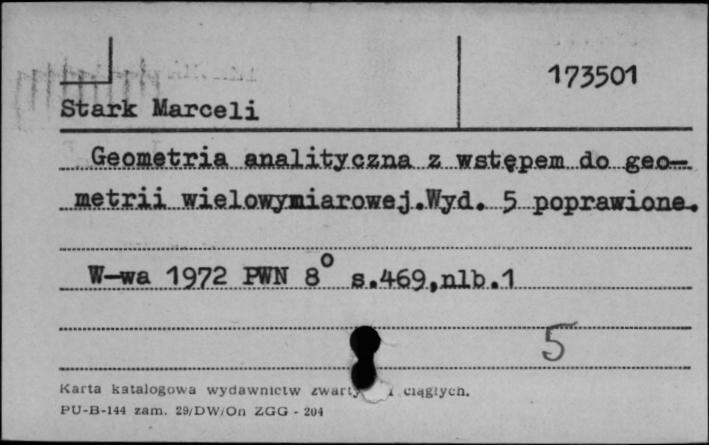 173501
Stark Marceli
Geometria analityczna z wstępem do geo-
metrii wielowymiarowej.Wyd. 5 poprawione.
W-wa 1972 PWN 8° s.469,nlb.1
5
Karta katalogowa wydawnictw ciągłych.
PU-B-144 zam. 29/DW/On ZGG - 204